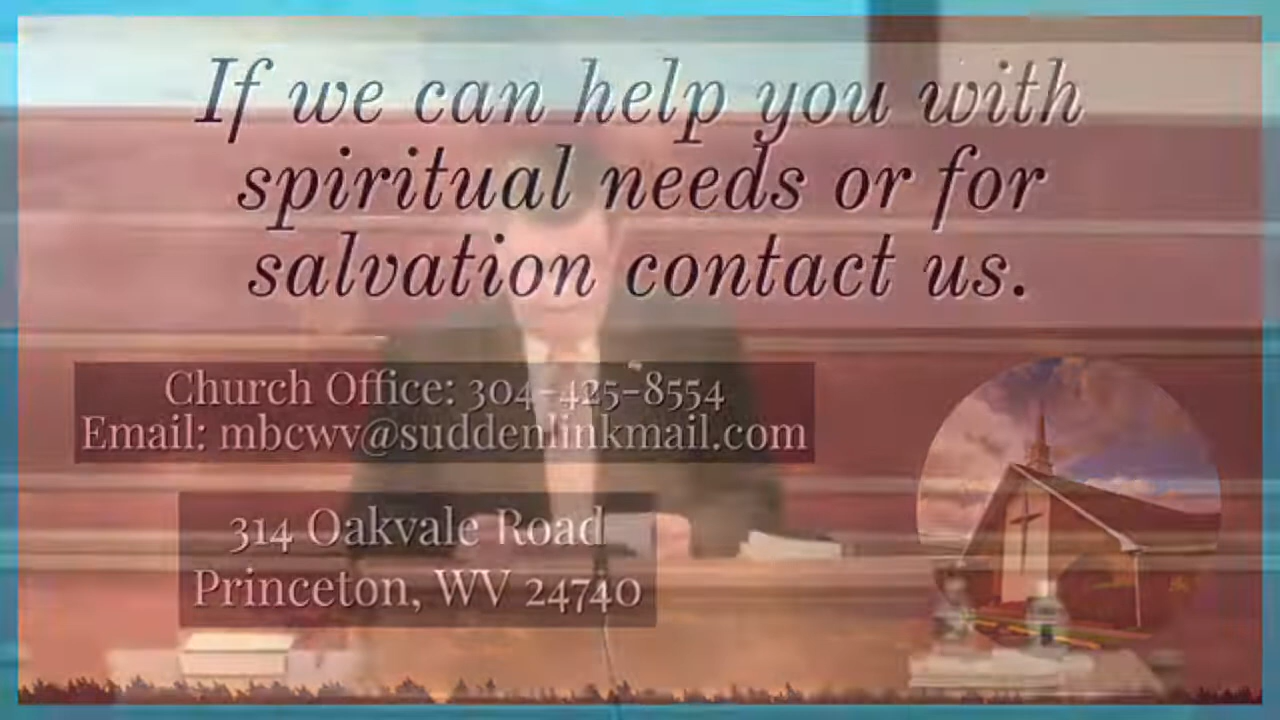 If we can help you with
spiritual needs or for
salvation contact us.
Church Office: 304-425-8554
Email: mbcwv@suddenlinkmail.com
314 Oakvale Road
Princeton, WV 24740